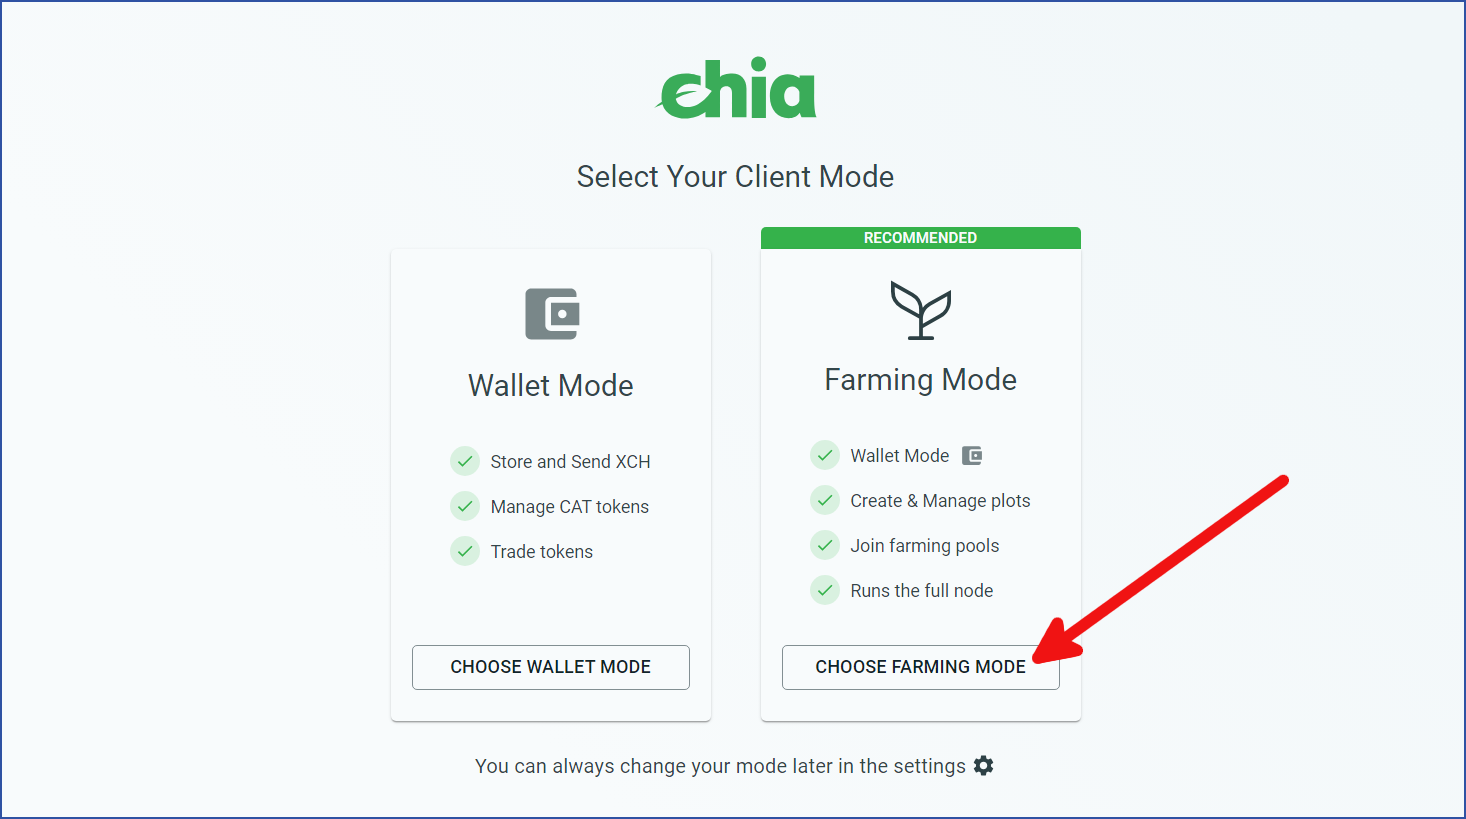 chia
Select Your Client Mode
Wallet Mode
Store and Send XCH
Manage CAT tokens
Trade tokens
CHOOSE WALLET MODE
RECOMMENDED
Farming Mode
Wallet Mode
Create & Manage plots
Join farming pools
Runs the full node
CHOOSE FARMING MODE
You can always change your mode later in the settings